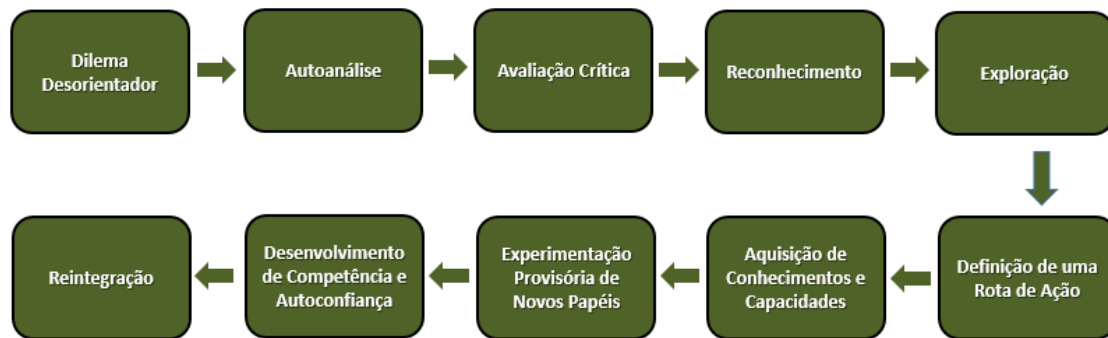 Dilema
Desorientador
Autoanálise
Avaliação Crítica
Reconhecimento
Exploração
Definição de uma
Rota de Ação
Aquisição de
Conhecimentos e
Capacidades
Experimentação
Provisória de
Novos Papéis
Desenvolvimento
de Competência e
Autoconfiança
Reintegração